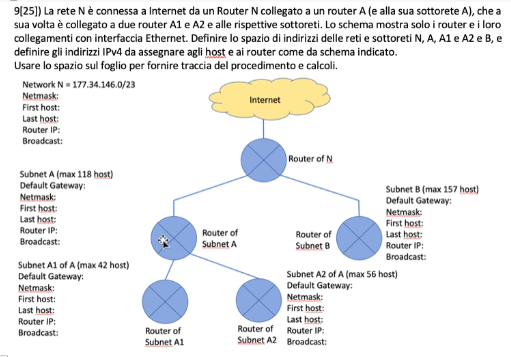 9[25]) La rete N è connessa a Internet da un Router N collegato a un router A (e alla sua sottorete A), che a
sua volta è collegato a due router A1 e A2 e alle rispettive sottoreti. Lo schema mostra solo i router e i loro
collegamenti con interfaccia Ethernet. Definire lo spazio di indirizzi delle reti e sottoreti N, A, A1 e A2 e B, e
definire gli indirizzi IPv4 da assegnare agli host e ai router come da schema indicato.
Usare lo spazio sul foglio per fornire traccia del procedimento e calcoli.
Network N = 177.34.146.0/23
Netmask:
First host:
Last host:
Router IP:
Broadcast:
Internet
Router of N
Subnet A (max 118 host)
Default Gateway:
Netmask:
First host:
Last host:
Router IP:
Broadcast:
Router of
Subnet A
Router of
Subnet B
Subnet B (max 157 host)
Default Gateway:
Netmask:
First host:
Last host:
Router IP:
Broadcast:
Subnet A1 of A (max 42 host)
Default Gateway:
Netmask:
First host:
Last host:
Router IP:
Broadcast:
Router of
Subnet A1
Router of
Subnet A2
Subnet A2 of A (max 56 host)
Default Gateway:
Netmask:
First host:
Last host:
Router IP:
Broadcast: